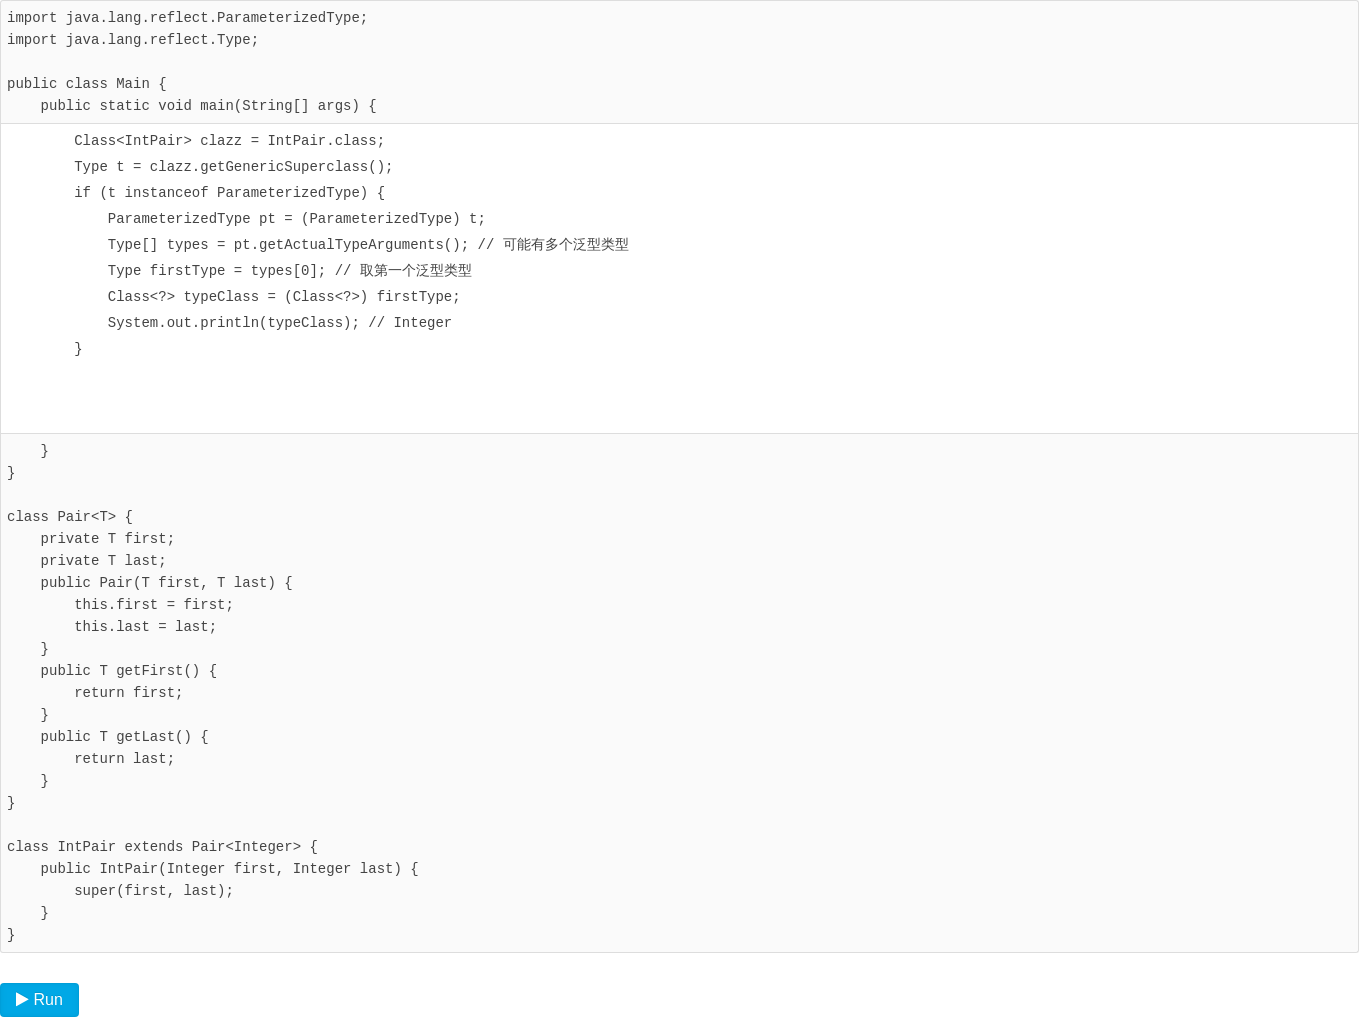 import java.lang.reflect.ParameterizedType;
import java.lang.reflect.Type;

public class Main {
    public static void main(String[] args) {
        Class<IntPair> clazz = IntPair.class;
        Type t = clazz.getGenericSuperclass();
        if (t instanceof ParameterizedType) {
            ParameterizedType pt = (ParameterizedType) t;
            Type[] types = pt.getActualTypeArguments(); // 可能有多个泛型类型
            Type firstType = types[0]; // 取第一个泛型类型
            Class<?> typeClass = (Class<?>) firstType;
            System.out.println(typeClass); // Integer
        }
    }
}

class Pair<T> {
    private T first;
    private T last;
    public Pair(T first, T last) {
        this.first = first;
        this.last = last;
    }
    public T getFirst() {
        return first;
    }
    public T getLast() {
        return last;
    }
}

class IntPair extends Pair<Integer> {
    public IntPair(Integer first, Integer last) {
        super(first, last);
    }
}
Run